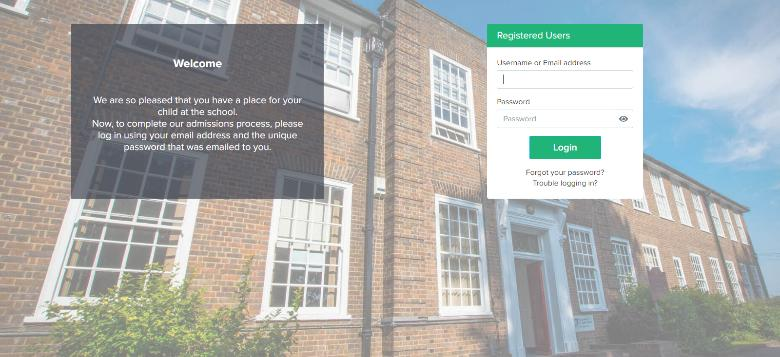 Welcome
We are so pleased that you have a place for your
child at the school.
Now, to complete our admissions process, please
log in using your email address and the unique
password that was emailed to you.
Registered Users
Username or Email address
Password
Password
Login
Forgot your password?
Trouble logging in?